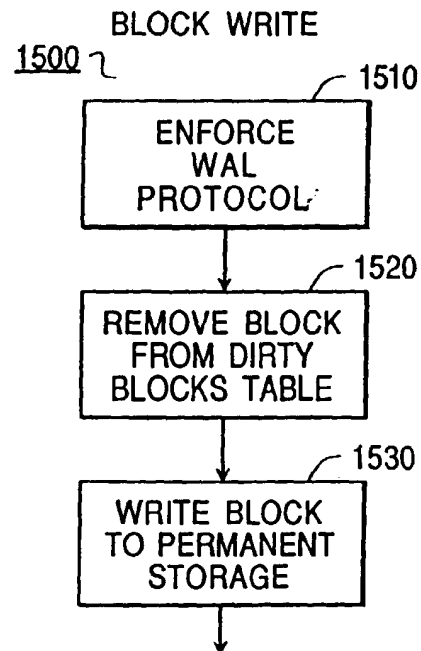 BLOCK WRITE
1500
1510
ENFORCE
WAL
PROTOCOL
1520
REMOVE BLOCK
FROM DIRTY
BLOCKS TABLE
1530
WRITE BLOCK
TO PERMANENT
STORAGE